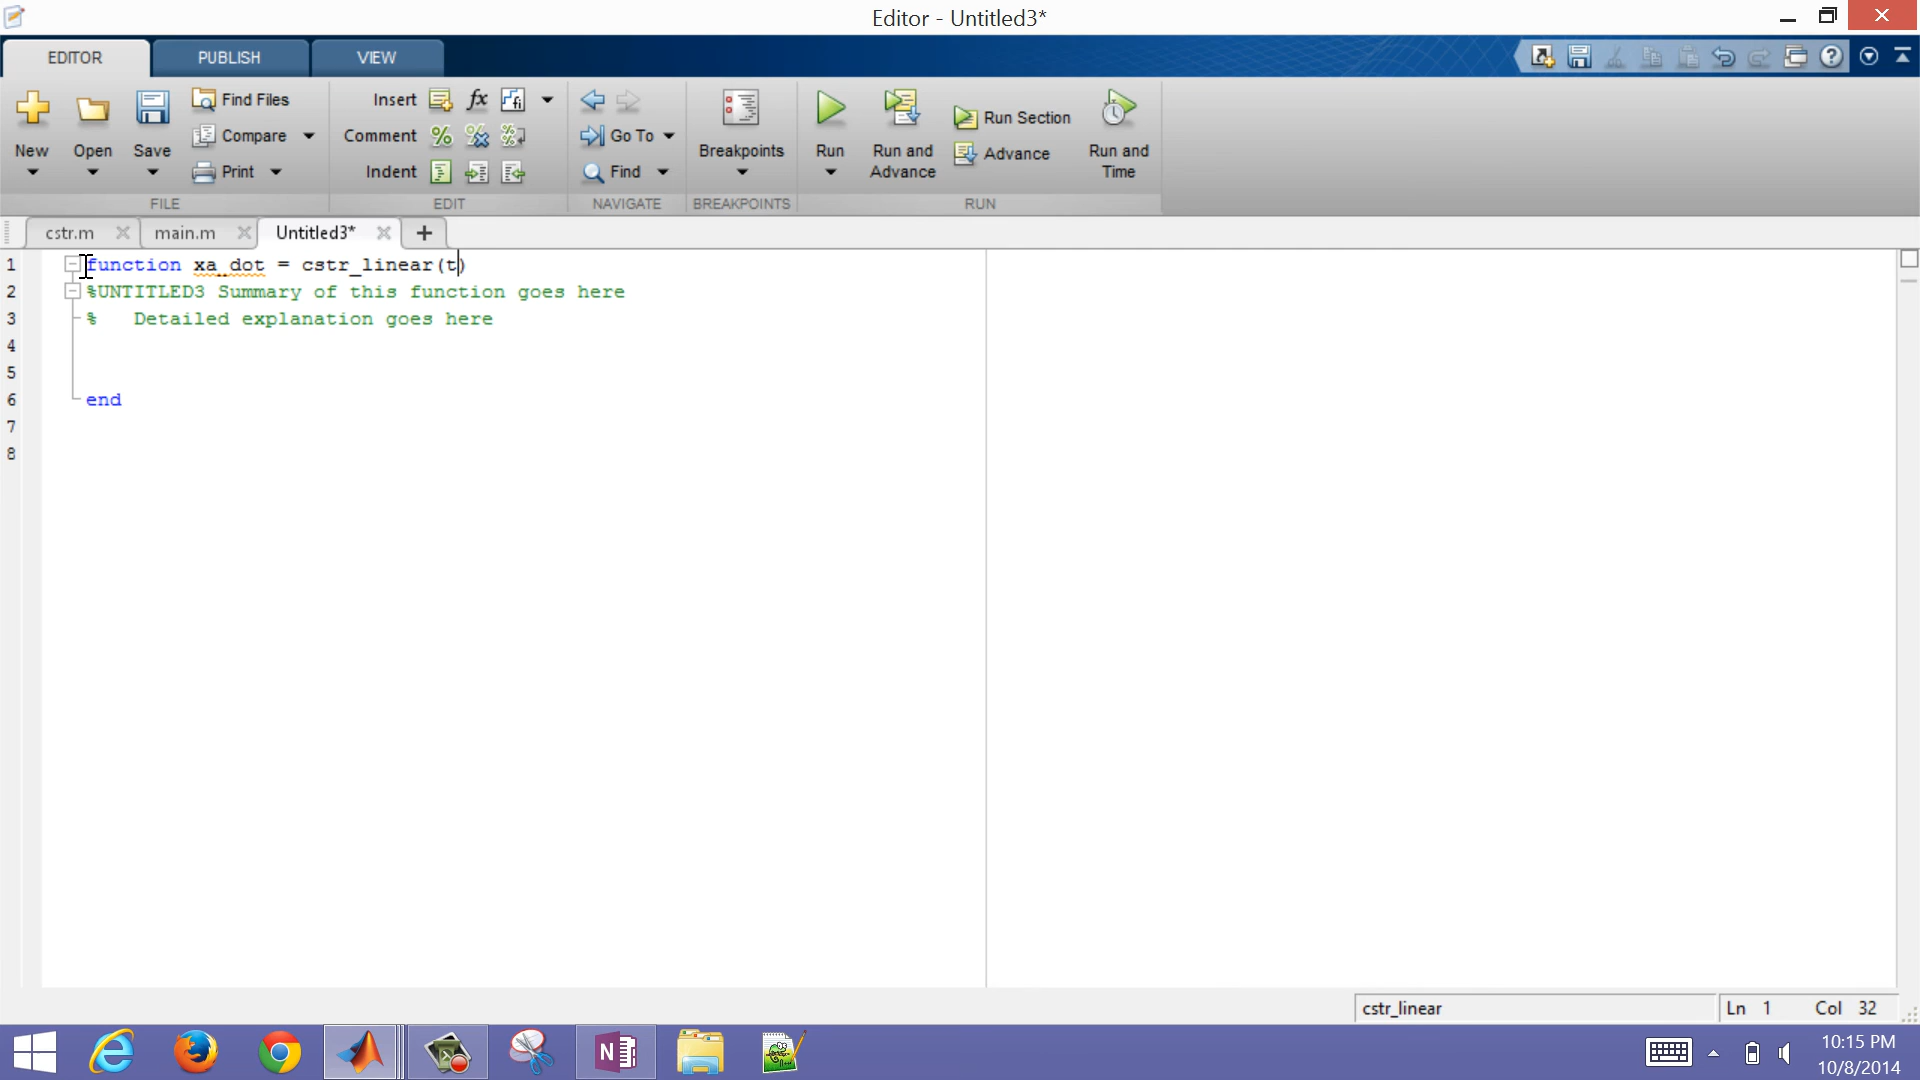 Editor - Untitled3*
EDITOR PUBLISH VIEW
New Open Save Find Files Compare Print
Insert fx fi
Comment
Indent
Go To
Find
Breakpoints
Run
Run and Advance
Run Section
Advance
Run and Time
FILE EDIT NAVIGATE BREAKPOINTS RUN
cstr.m main.m Untitled3* +
1 function xa_dot = cstr_linear(t)
2 %UNTITLED3 Summary of this function goes here
3 % Detailed explanation goes here
4
5
6 end
7
8
cstr_linear Ln 1 Col 32
10:15 PM
10/8/2014